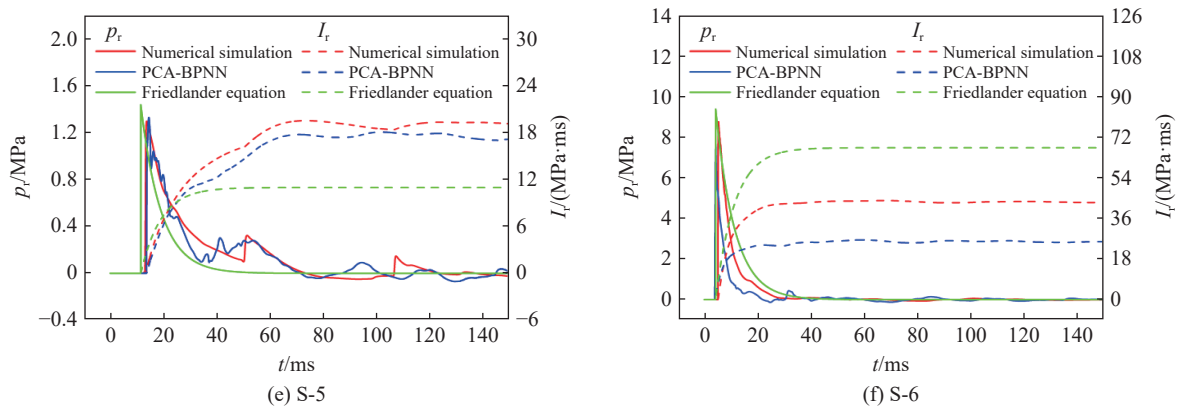 2.0
1.6
1.2
0.8
0.4
0
−0.4
pr/MPa
pr
Ir
Numerical simulation
Numerical simulation
PCA-BPNN
PCA-BPNN
Friedlander equation
Friedlander equation
30
24
18
12
6
0
−6
Ir/(MPa·ms)
0 20 40 60 80 100 120 140
t/ms
(e) S-5
14
12
10
8
6
4
2
0
pr/MPa
pr
Ir
Numerical simulation
Numerical simulation
PCA-BPNN
PCA-BPNN
Friedlander equation
Friedlander equation
126
108
90
72
54
36
18
0
Ir/(MPa·ms)
0 20 40 60 80 100 120 140
t/ms
(f) S-6